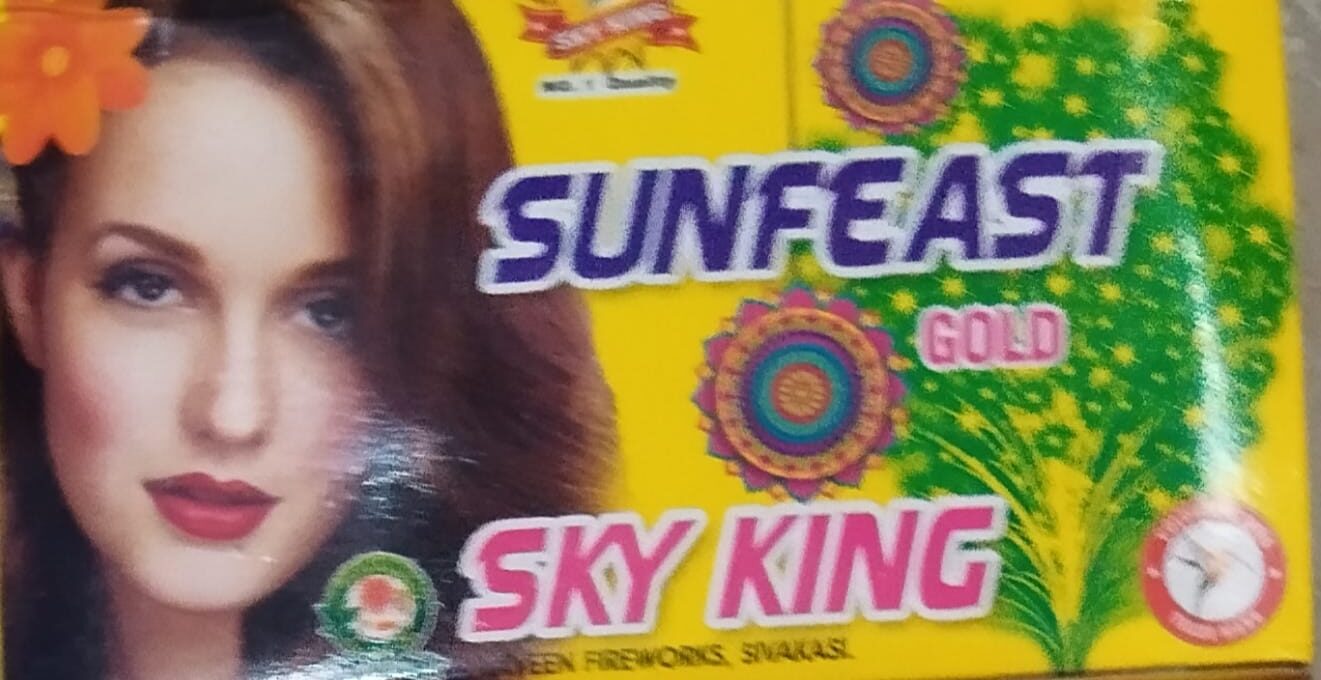 SKY KING
NO. 1 Quality
SUNFEAST
GOLD
SKY KING
FIREWORKS, SIVAKASI.